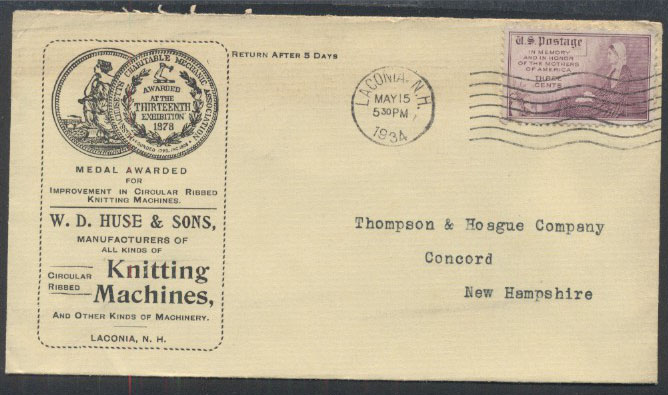 MASSACHUSETTS CHARITABLE MECHANIC ASSOCIATION
AWARDED
AT THE
THIRTEENTH
EXHIBITION
1878
MEDAL AWARDED
FOR
IMPROVEMENT IN CIRCULAR RIBBED
KNITTING MACHINES.
W. D. HUSE & SONS,
MANUFACTURERS OF
ALL KINDS OF
CIRCULAR RIBBED Knitting
Machines,
AND OTHER KINDS OF MACHINERY.
LACONIA, N. H.
RETURN AFTER 5 DAYS
LACONIA, N.H.
MAY 15
5 30 PM
1934
U.S. Postage
IN MEMORY
AND IN HONOR
OF THE MOTHERS
OF AMERICA
THREE
CENTS
Thompson & Hoague Company
Concord
New Hampshire